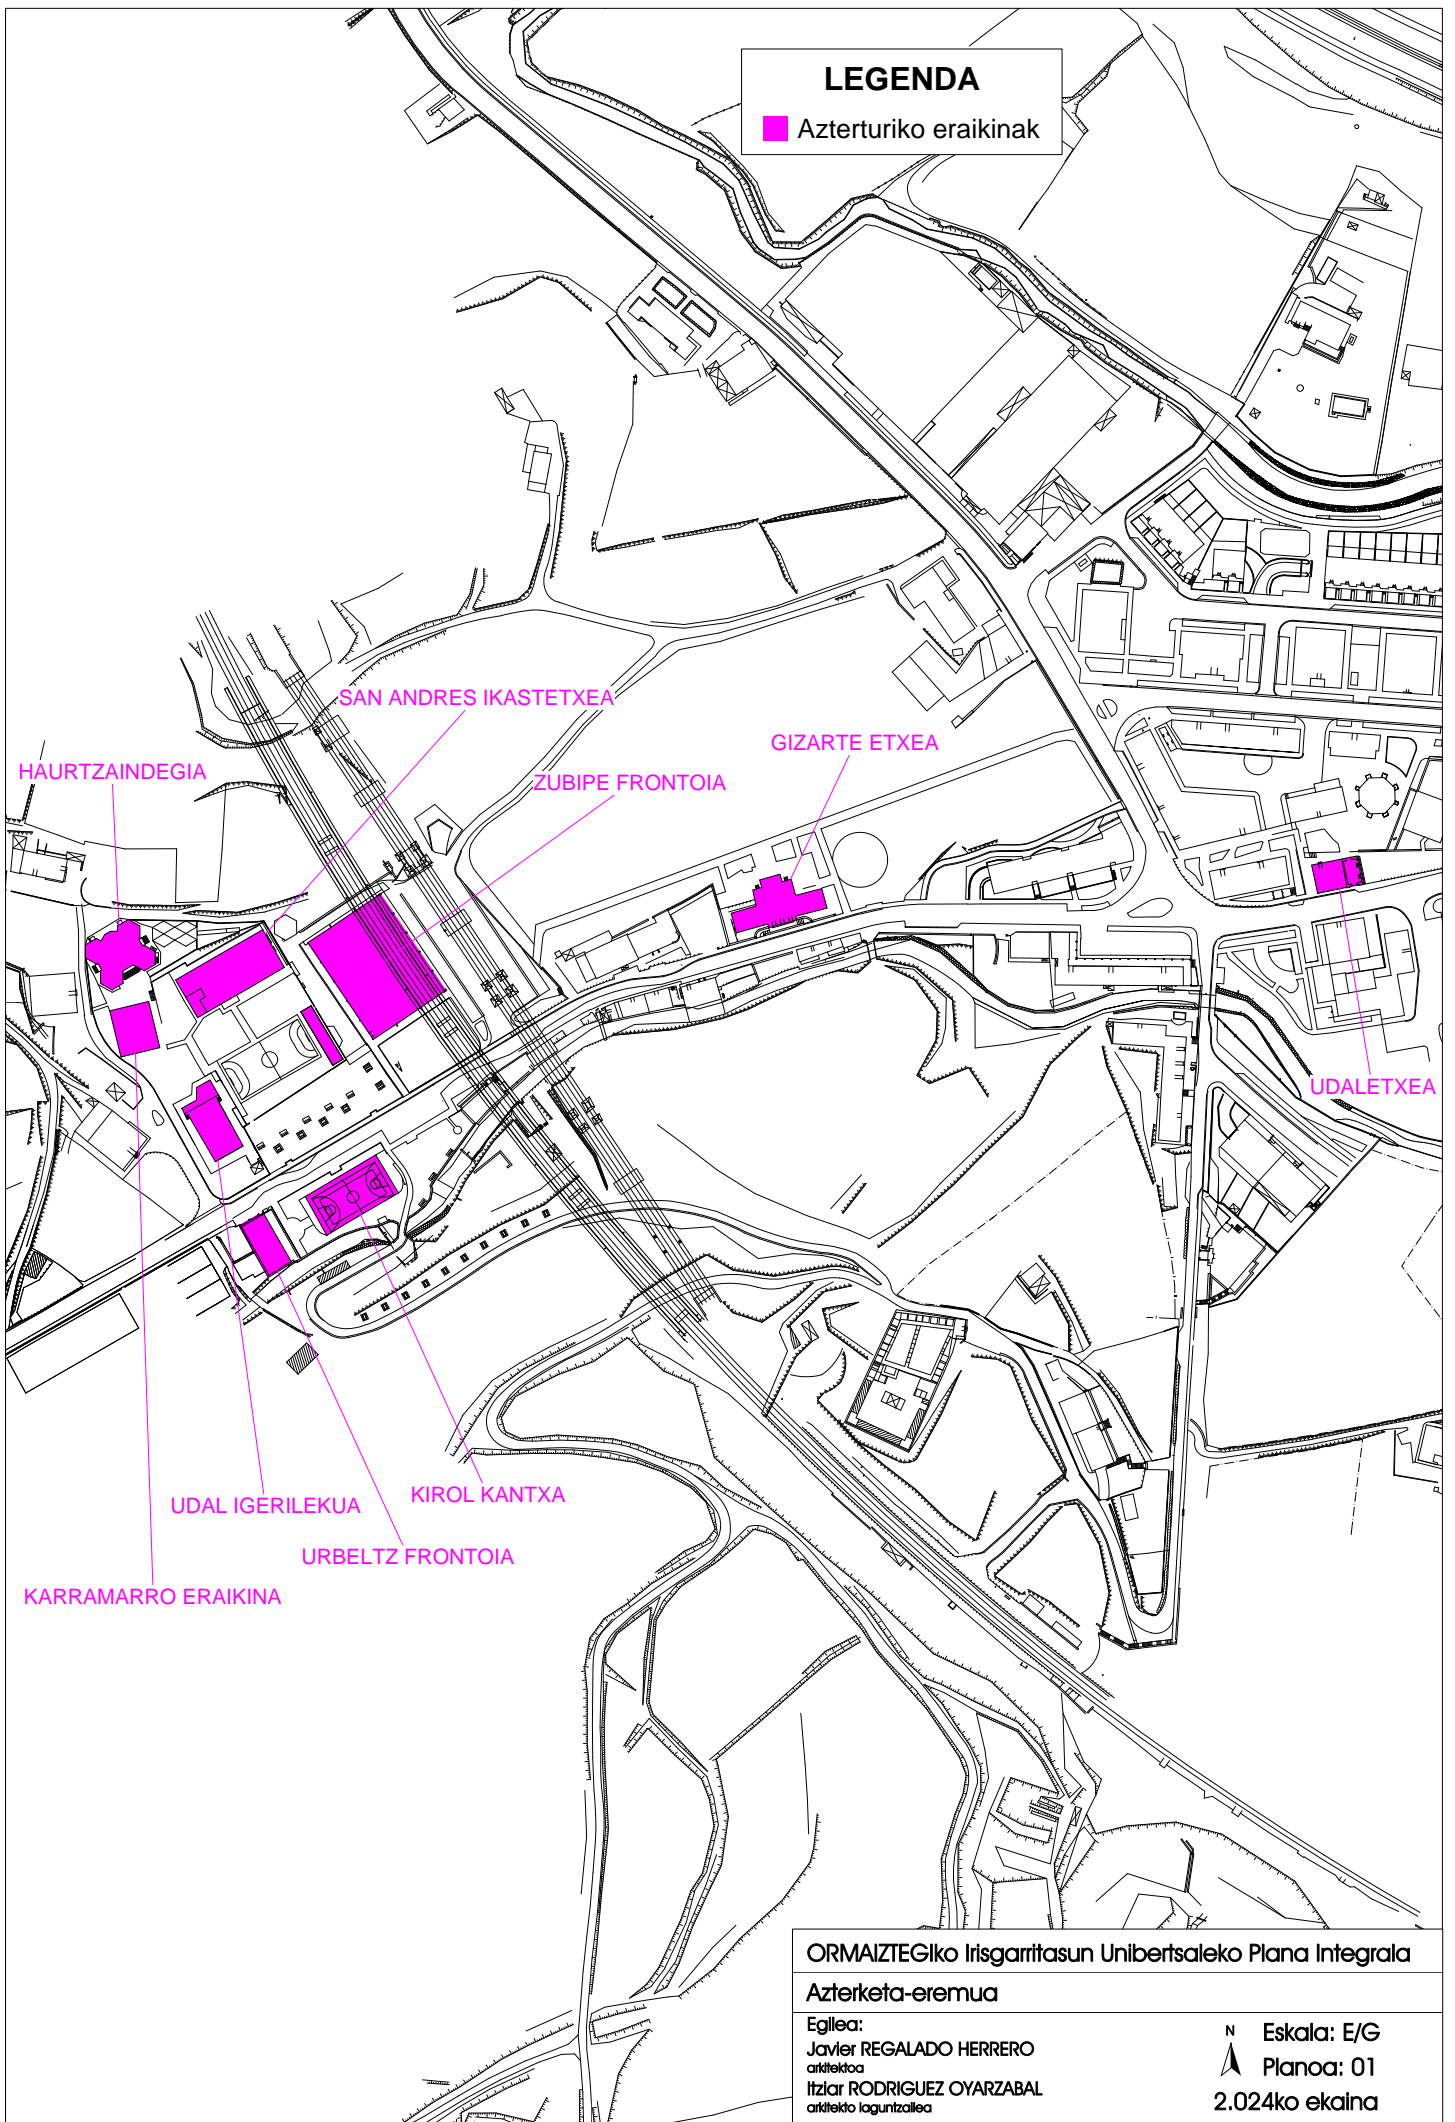 LEGENDA
Azterturiko eraikinak
SAN ANDRES IKASTETXEA
GIZARTE ETXEA
HAURTZAINDEGIA
ZUBIPE FRONTOIA
UDALETXEA
KIROL KANTXA
UDAL IGERILEKUA
URBELTZ FRONTOIA
KARRAMARRO ERAIKINA
ORMAIZTEGIko Irisgarritasun Unibertsaleko Plana Integrala
Azterketa-eremua
Egilea:
Javier REGALADO HERRERO
arkitektoa
Itziar RODRIGUEZ OYARZABAL
arkitekto laguntzailea
N
Eskala: E/G
Planoa: 01
2.024ko ekaina